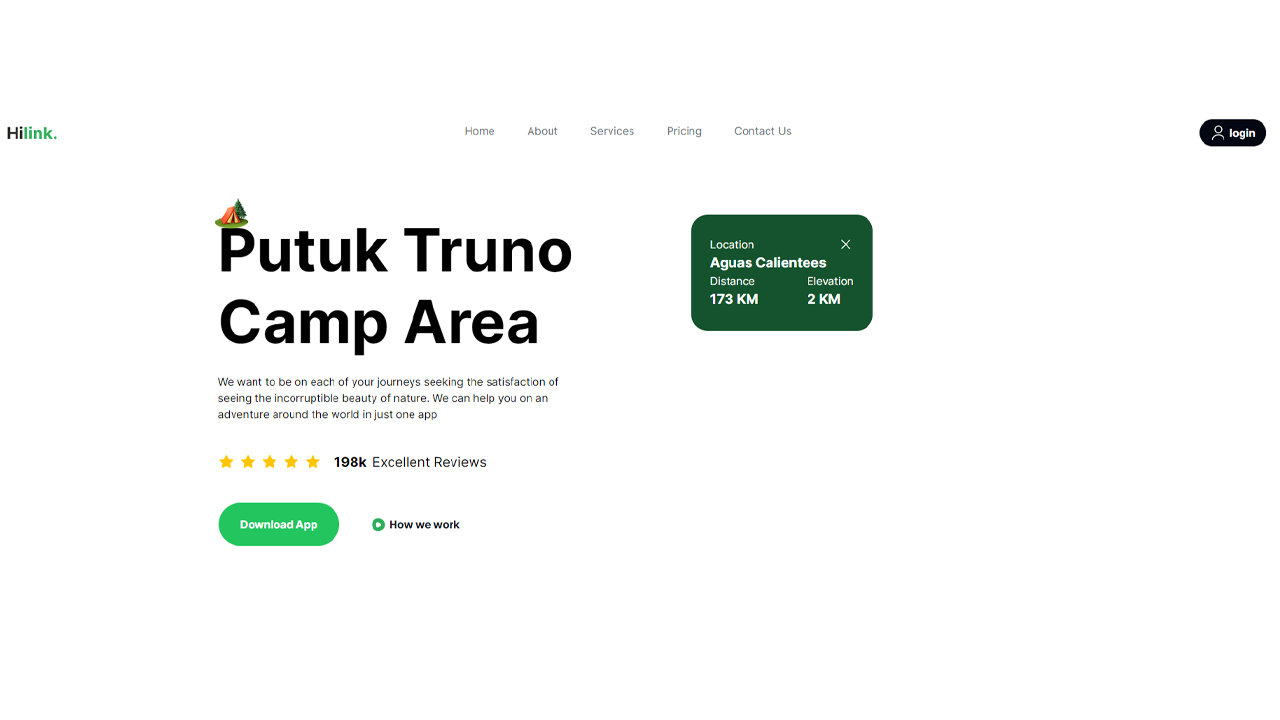 Hilink.
Home About Services Pricing Contact Us
login
Putuk Truno
Camp Area
We want to be on each of your journeys seeking the satisfaction of
seeing the incorruptible beauty of nature. We can help you on an
adventure around the world in just one app
198k Excellent Reviews
Download App
How we work
Location
Aguas Calientees
Distance Elevation
173 KM 2 KM